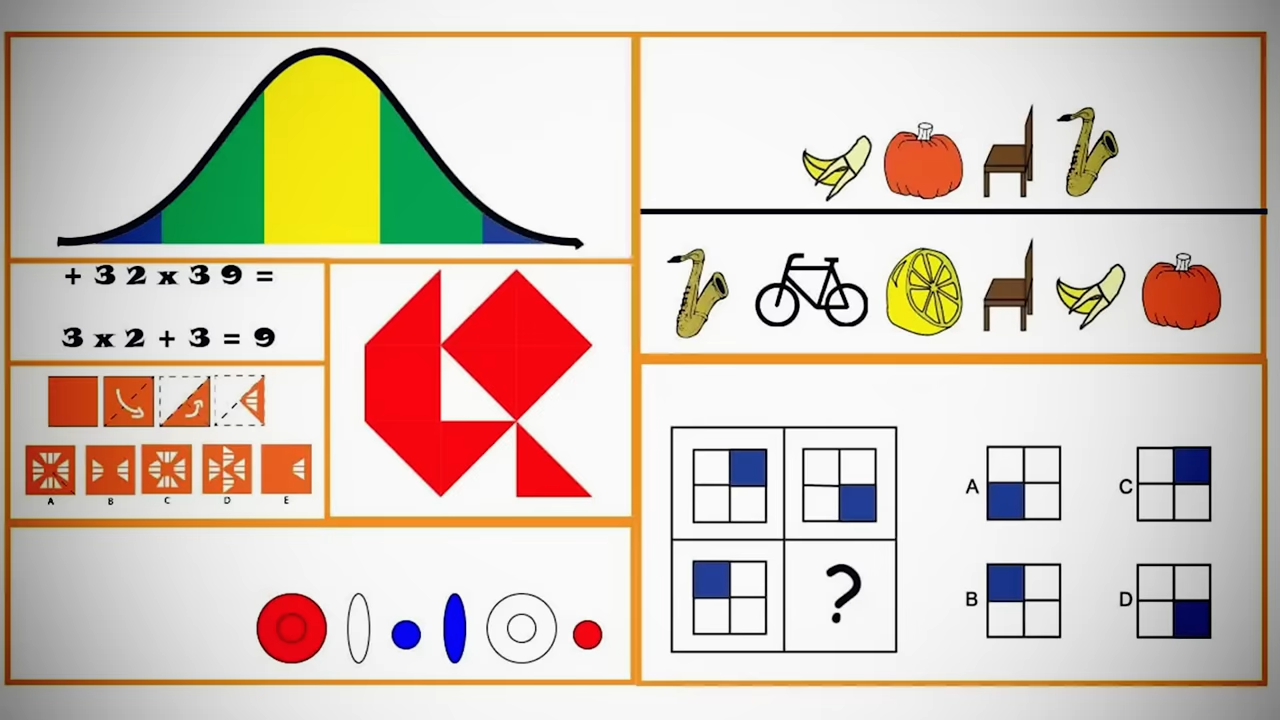 + 3 2 x 3 9 =
3 x 2 + 3 = 9
A B C D E
?
A
C
B
D